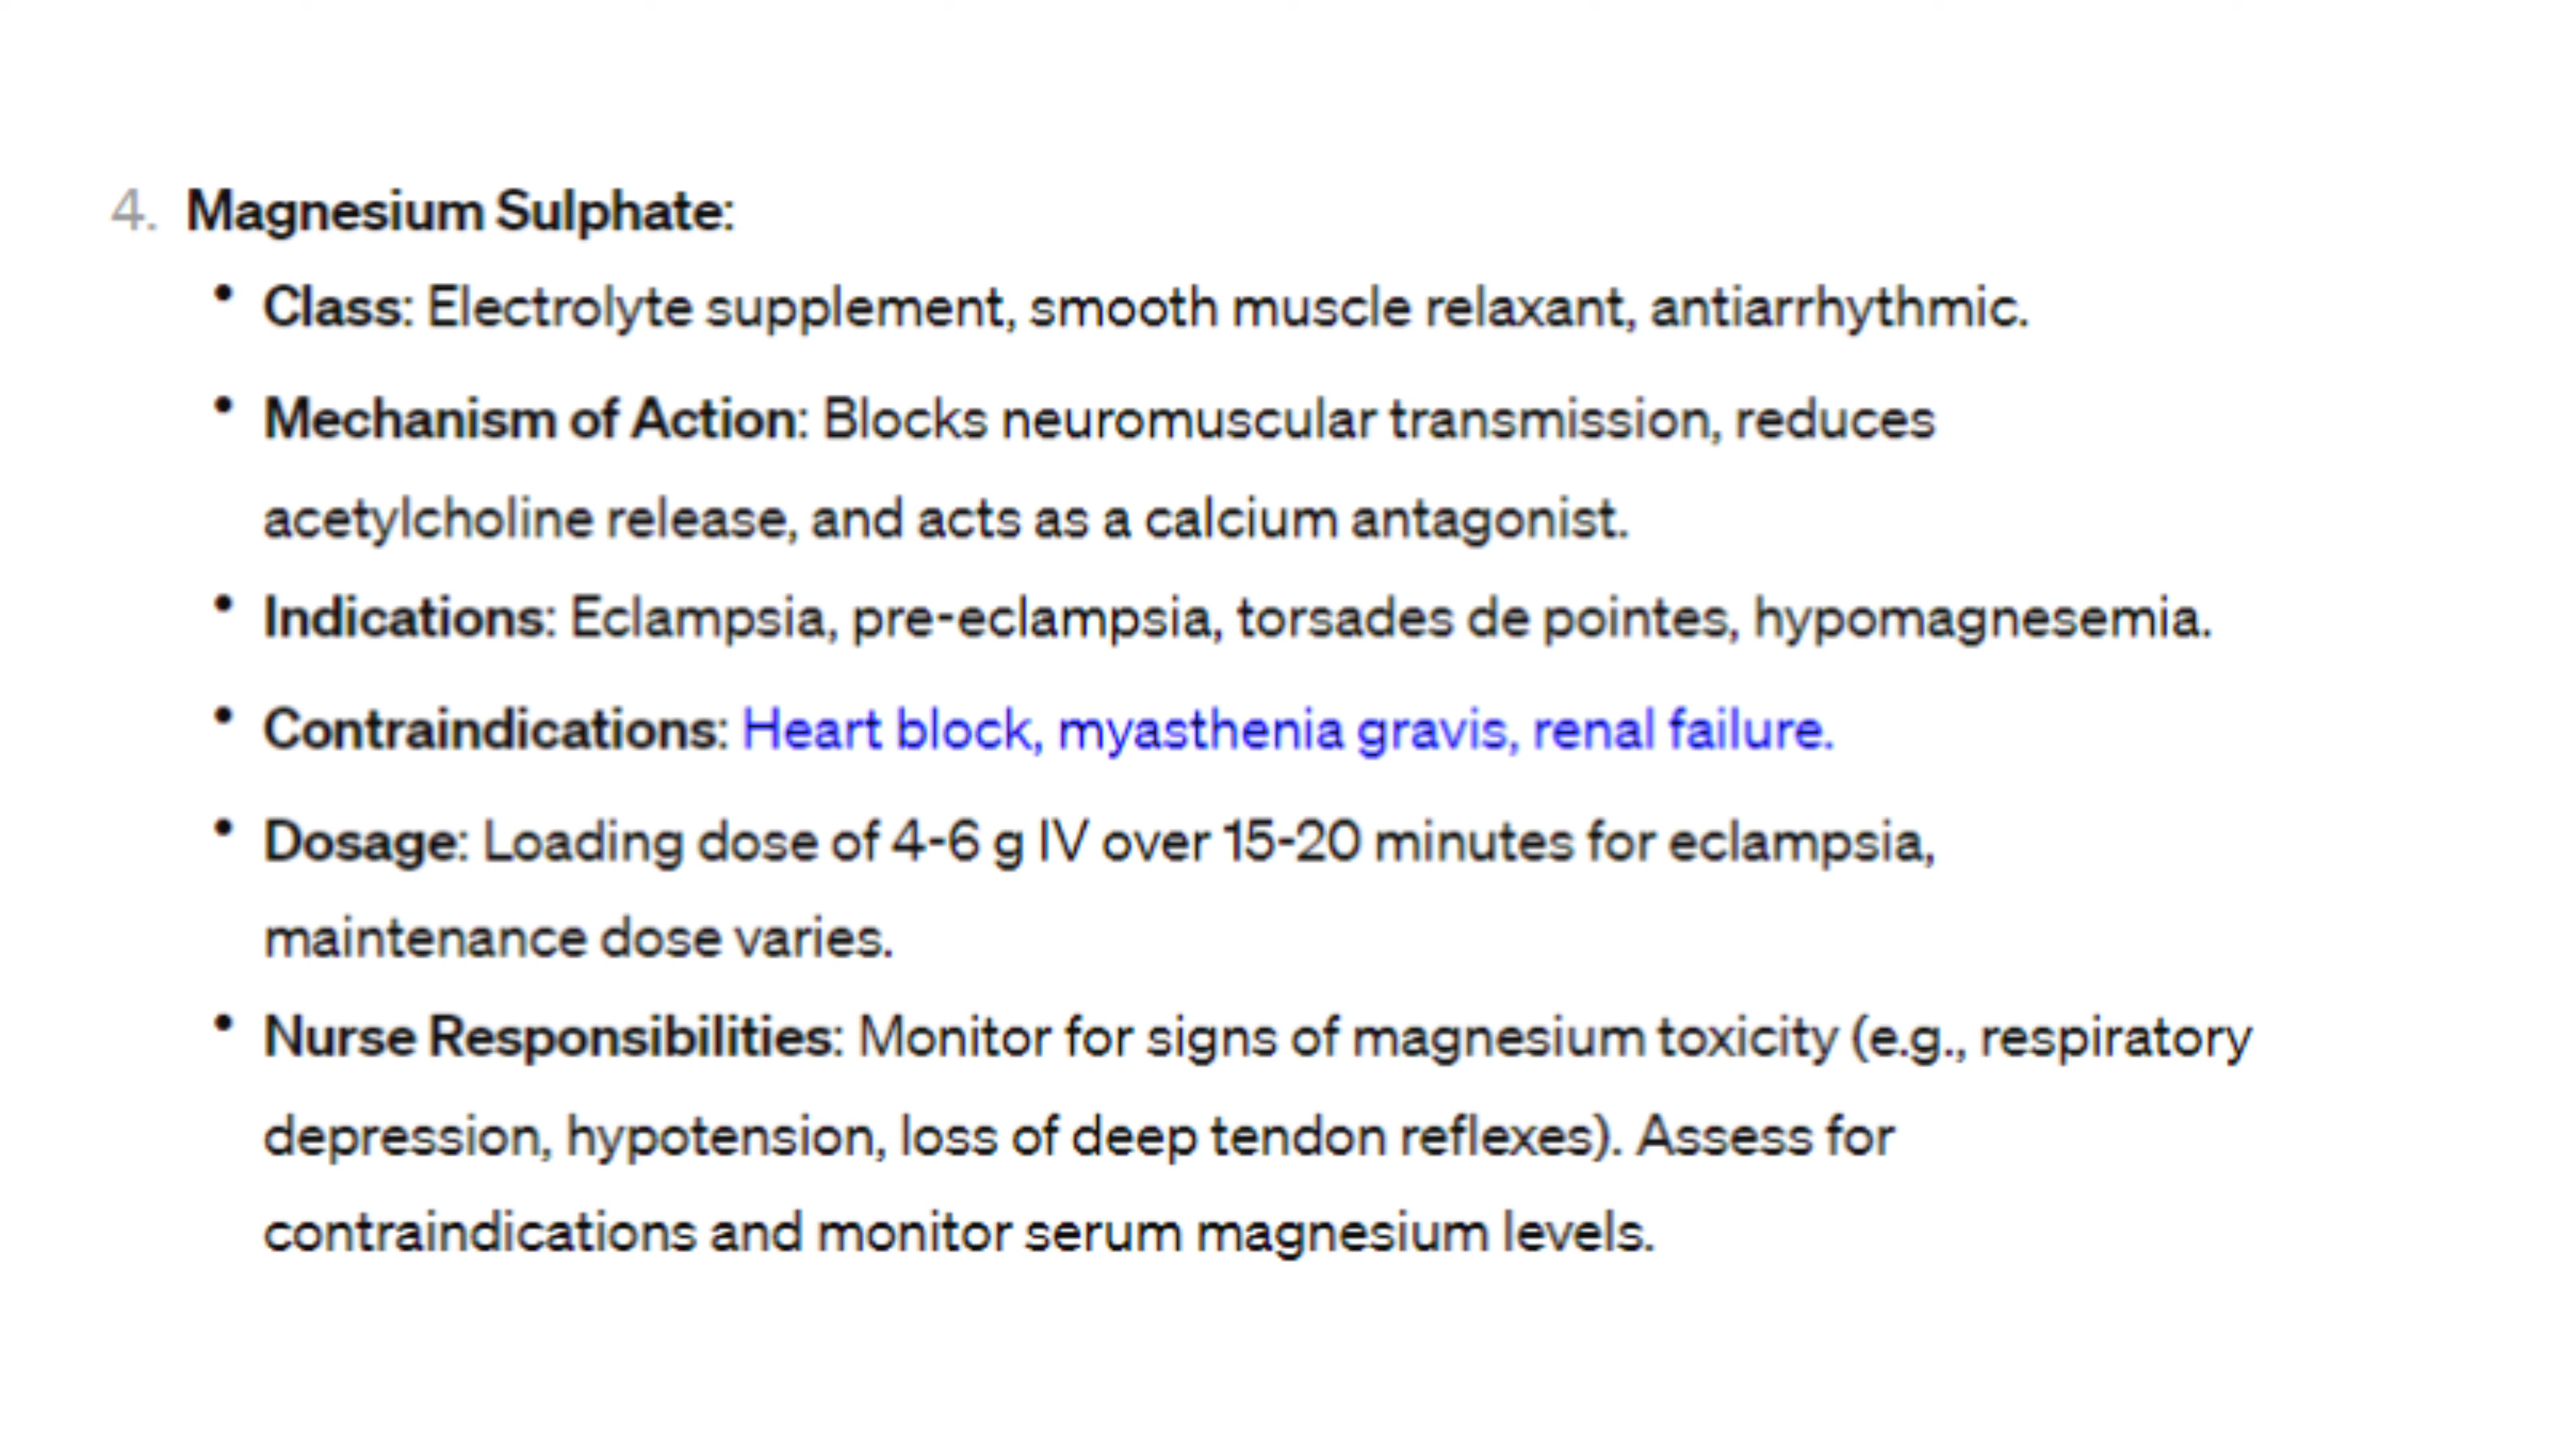 4. Magnesium Sulphate:
• Class: Electrolyte supplement, smooth muscle relaxant, antiarrhythmic.
• Mechanism of Action: Blocks neuromuscular transmission, reduces
acetylcholine release, and acts as a calcium antagonist.
• Indications: Eclampsia, pre-eclampsia, torsades de pointes, hypomagnesemia.
• Contraindications: Heart block, myasthenia gravis, renal failure.
• Dosage: Loading dose of 4-6 g IV over 15-20 minutes for eclampsia,
maintenance dose varies.
• Nurse Responsibilities: Monitor for signs of magnesium toxicity (e.g., respiratory
depression, hypotension, loss of deep tendon reflexes). Assess for
contraindications and monitor serum magnesium levels.